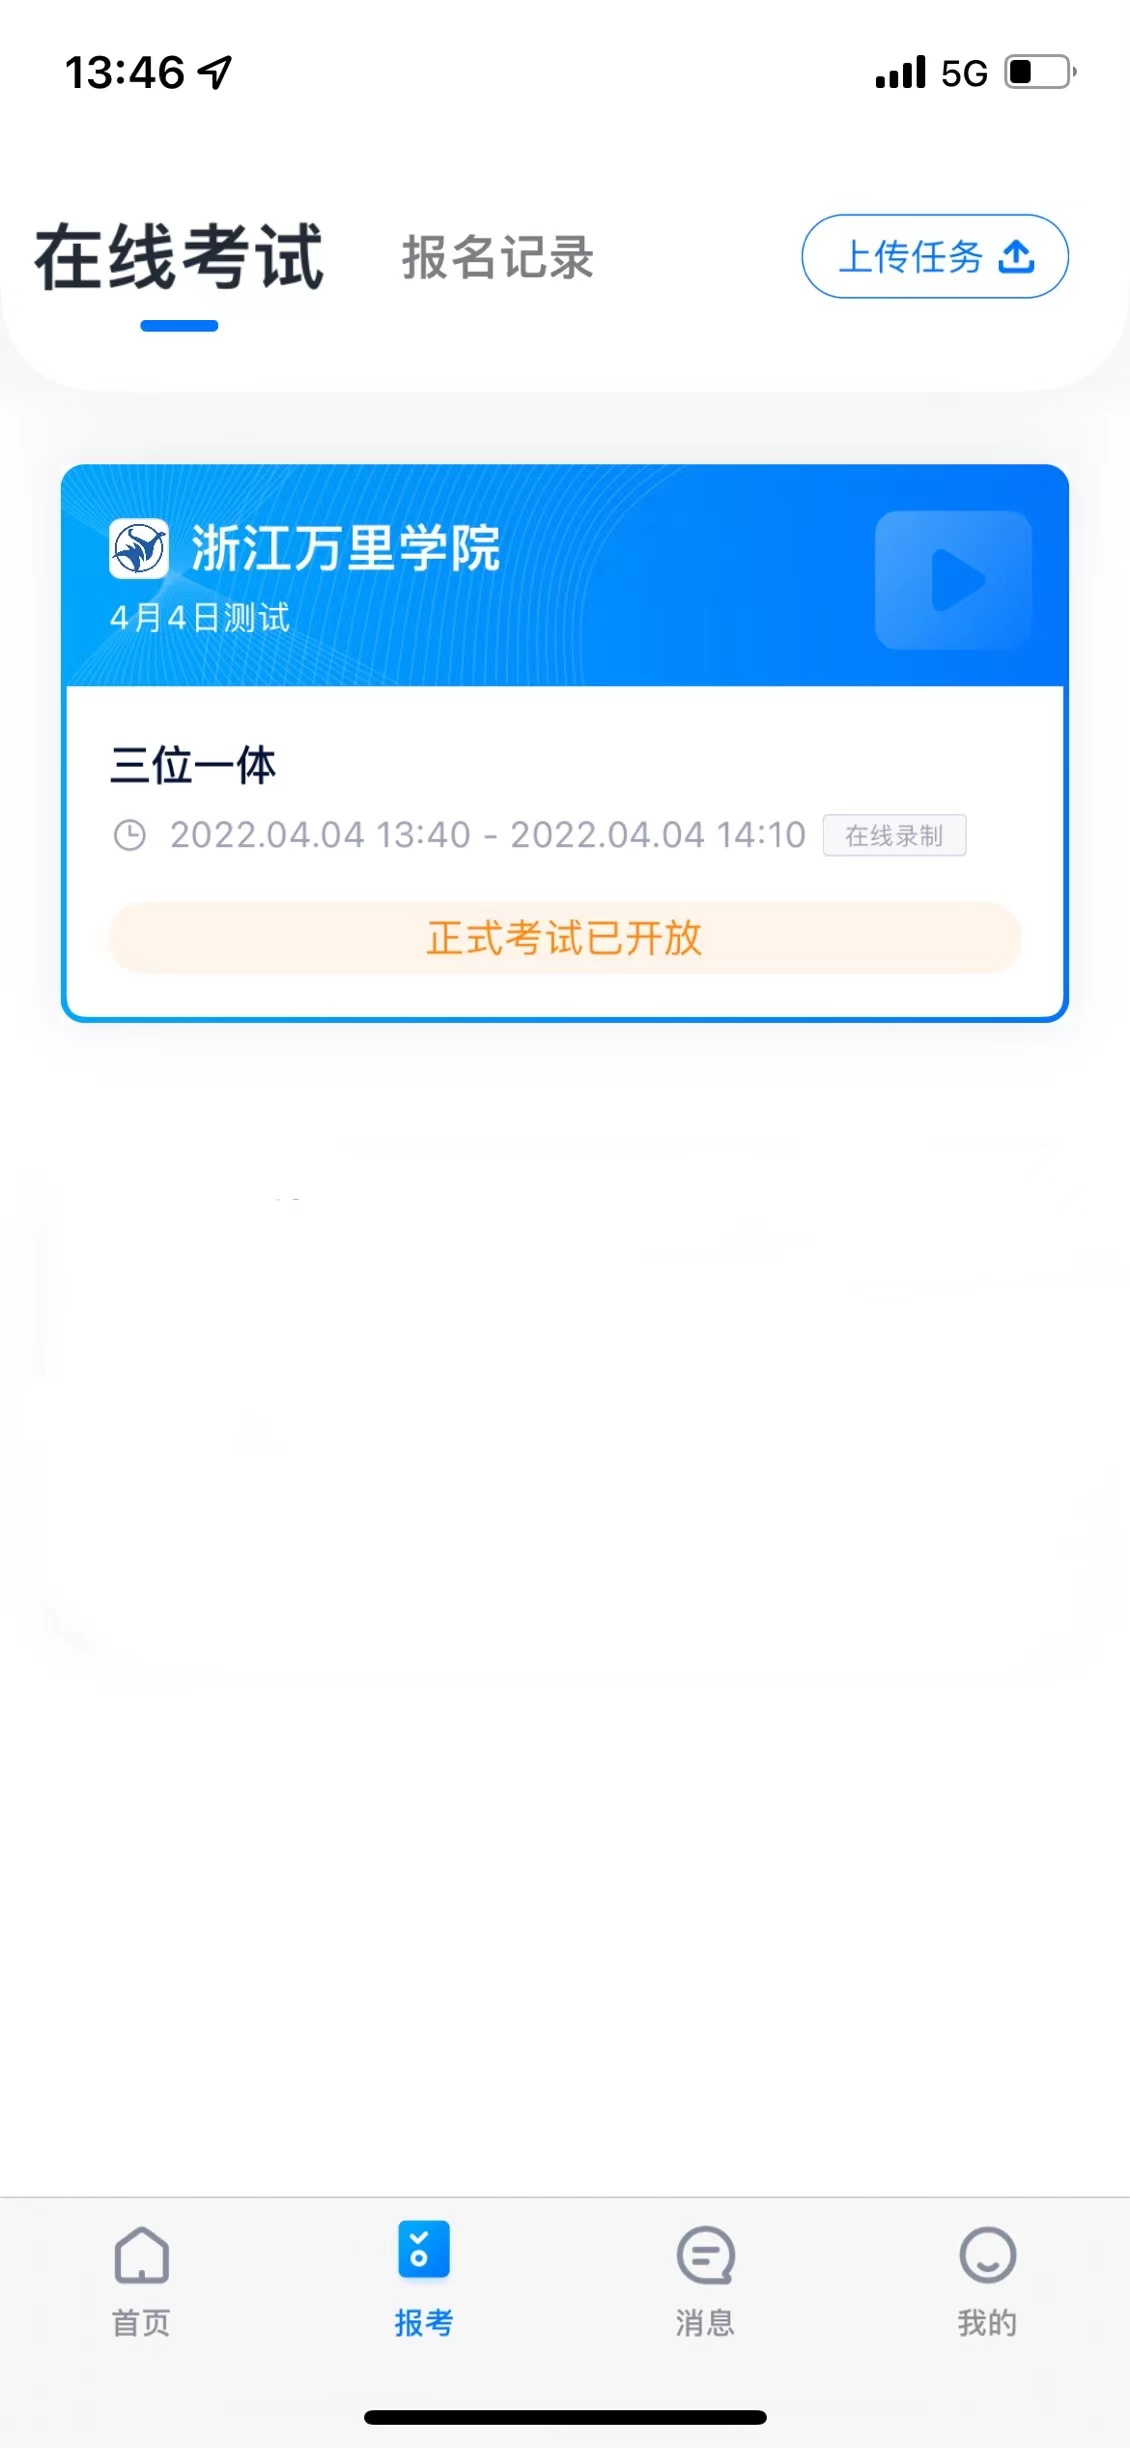 13:46 5G
在线考试 报名记录 上传任务
浙江万里学院
4月4日测试
三位一体
2022.04.04 13:40 - 2022.04.04 14:10 在线录制
正式考试已开放
首页 报考 消息 我的